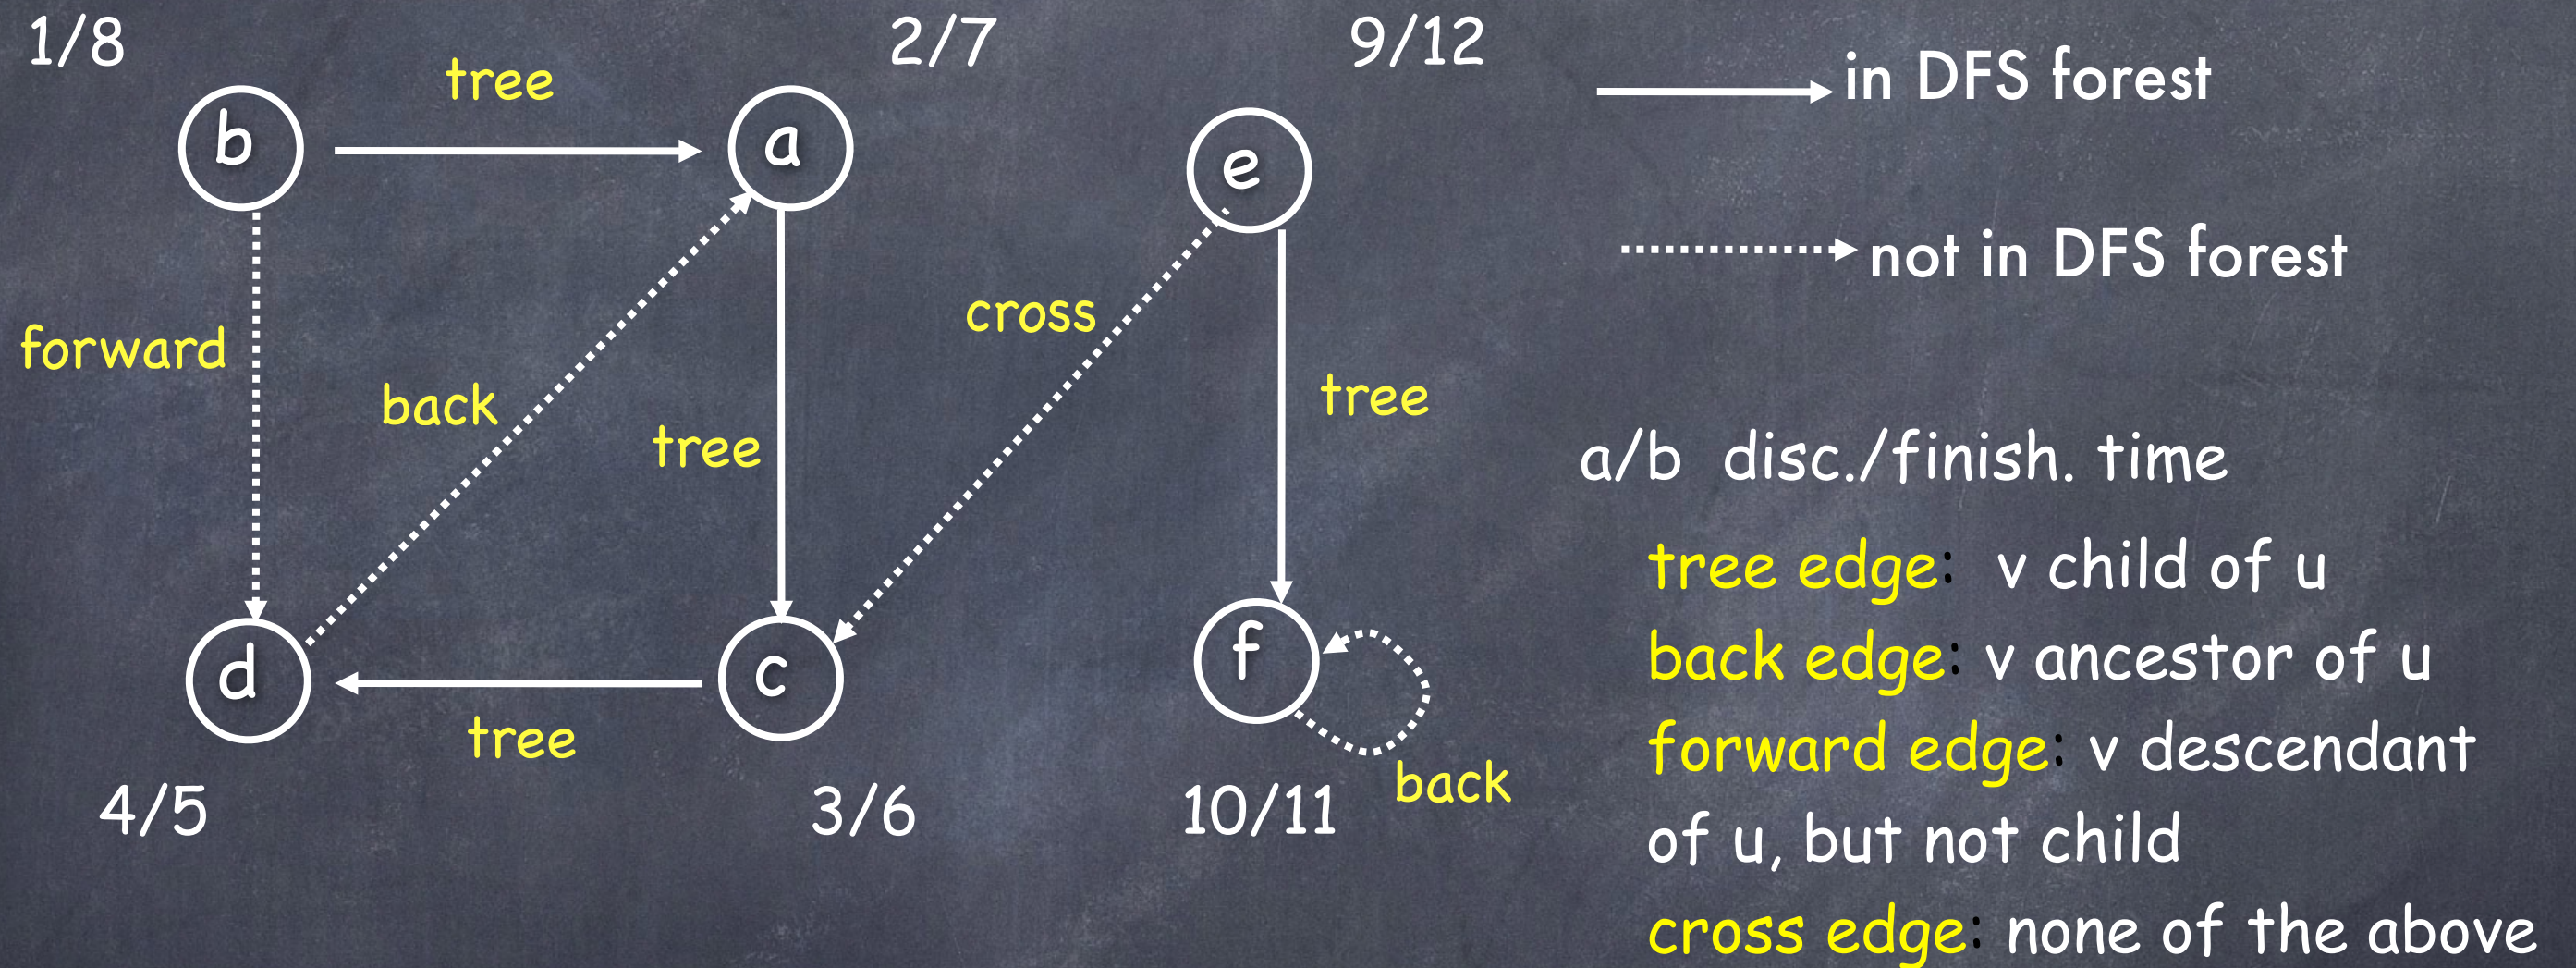 1/8
2/7
9/12
tree
in DFS forest
b
a
e
not in DFS forest
cross
forward
back
tree
tree
a/b disc./finish. time
tree edge: v child of u
back edge: v ancestor of u
d
c
f
tree
forward edge: v descendant
of u, but not child
back
4/5
3/6
10/11
cross edge: none of the above